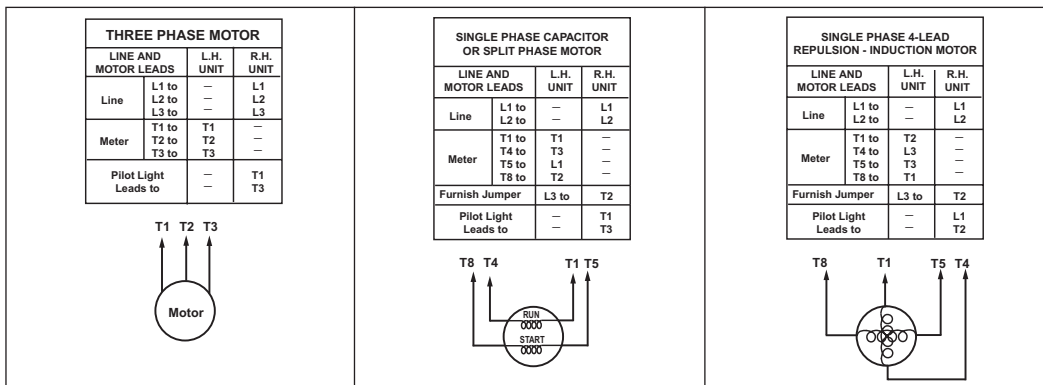 THREE PHASE MOTOR
LINE AND MOTOR LEADS L.H. UNIT R.H. UNIT
Line L1 to – L1
L2 to – L2
L3 to – L3
Meter T1 to T1 –
T2 to T2 –
T3 to T3 –
Pilot Light – T1
Leads to – T3
T1 T2 T3
Motor
SINGLE PHASE CAPACITOR
OR SPLIT PHASE MOTOR
LINE AND MOTOR LEADS L.H. UNIT R.H. UNIT
Line L1 to – L1
L2 to – L2
Meter T1 to T1 –
T4 to T3 –
T5 to L1 –
T8 to T2 –
Furnish Jumper L3 to T2
Pilot Light – T1
Leads to – T3
T8 T4 T1 T5
RUN
START
SINGLE PHASE 4-LEAD
REPULSION - INDUCTION MOTOR
LINE AND MOTOR LEADS L.H. UNIT R.H. UNIT
Line L1 to – L1
L2 to – L2
Meter T1 to T2 –
T4 to L3 –
T5 to T3 –
T8 to T1 –
Furnish Jumper L3 to T2
Pilot Light – L1
Leads to – T2
T8 T1 T5 T4